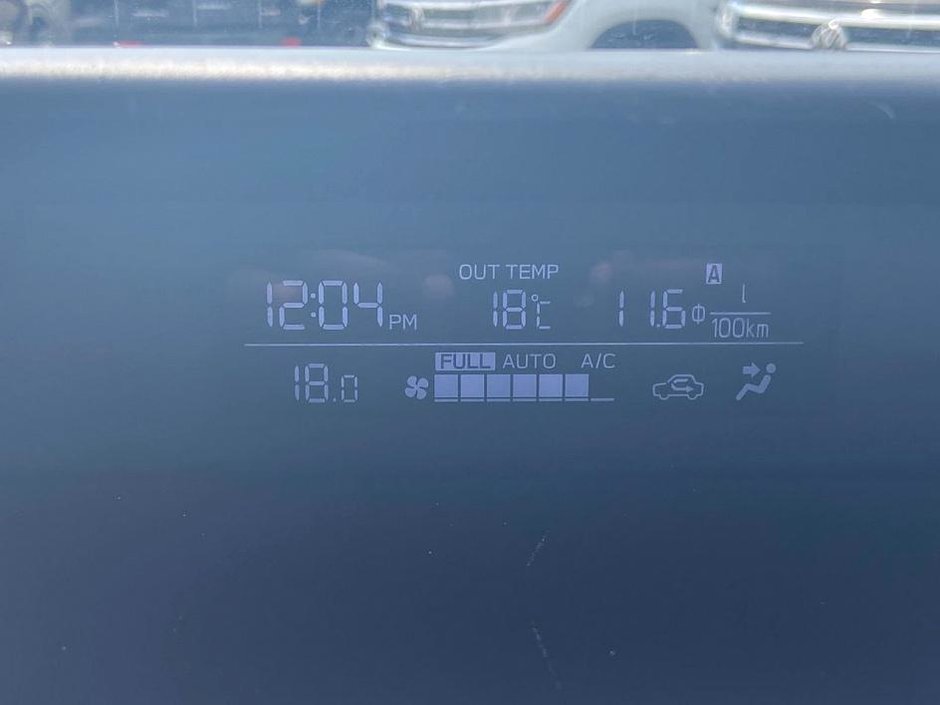 OUT TEMP A
12:04 PM 18°C 11.6 Φ l/100km
FULL AUTO A/C
18.0